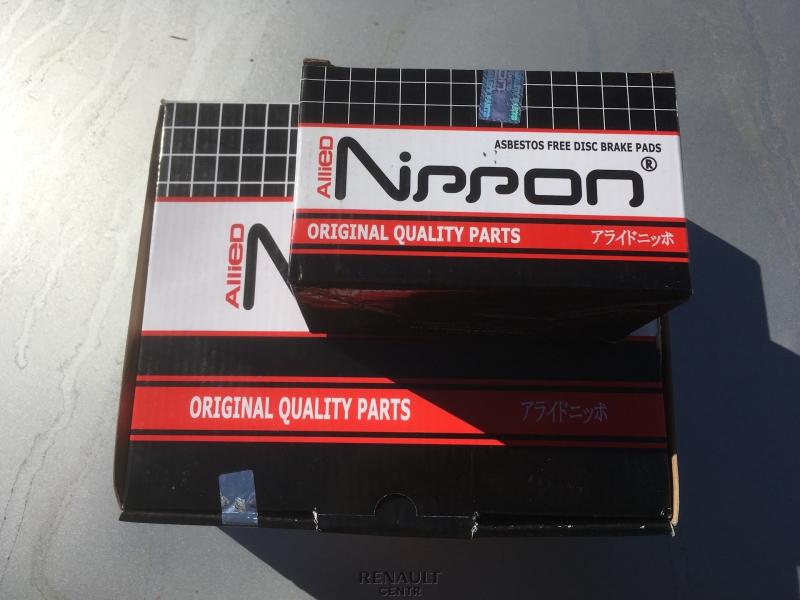 ASBESTOS FREE DISC BRAKE PADS
Allied Nippon®
ORIGINAL QUALITY PARTS アライドニッポ
Allied N
ORIGINAL QUALITY PARTS アライドニッポ
RENAULT
CENTR